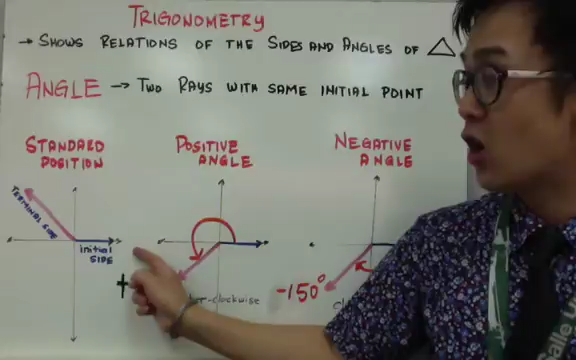 TRIGONOMETRY
→ SHOWS RELATIONS OF THE SIDES AND ANGLES OF △
ANGLE → TWO RAYS WITH SAME INITIAL POINT
STANDARD
POSITION
POSITIVE
ANGLE
NEGATIVE
ANGLE
TERMINAL SIDE
initial
SIDE
+
-150°
-clockwise